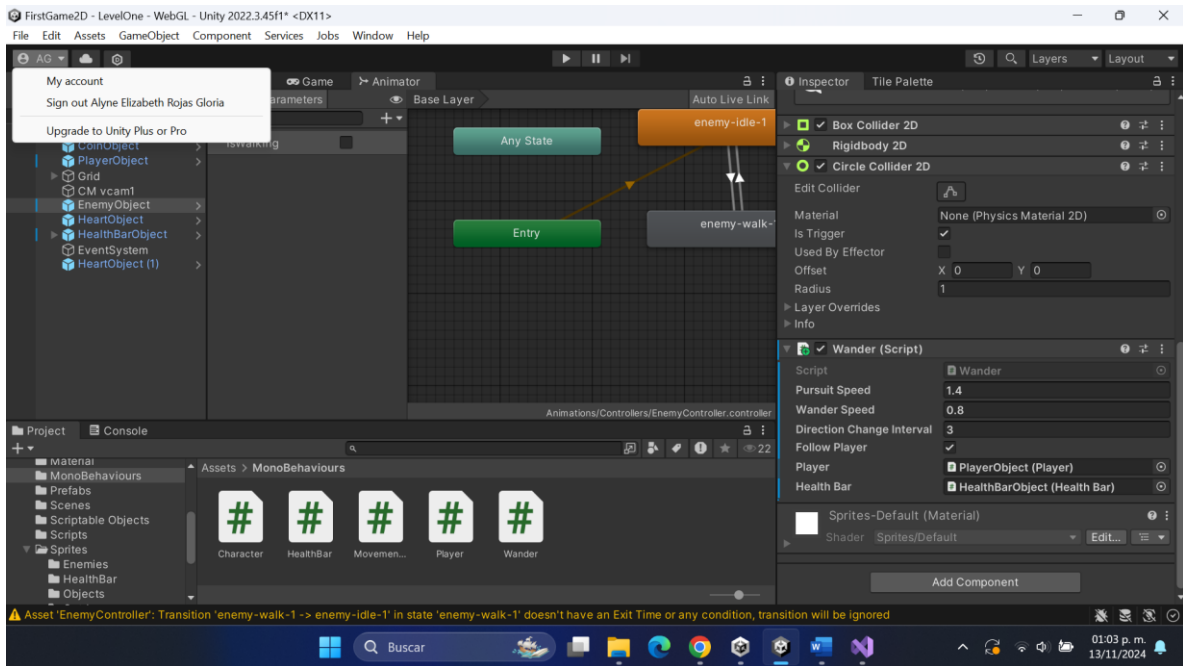 FirstGame2D - LevelOne - WebGL - Unity 2022.3.45f1* <DX11>
File Edit Assets GameObject Component Services Jobs Window Help
AG
Layers
Layout
My account
Sign out Alyne Elizabeth Rojas Gloria
Upgrade to Unity Plus or Pro
Game
Animator
Base Layer
Auto Live Link
CoinObject
PlayerObject
Grid
CM vcam1
EnemyObject
HeartObject
HealthBarObject
EventSystem
HeartObject (1)
IsWalking
Any State
Entry
enemy-idle-1
enemy-walk-
Animations/Controllers/EnemyController.controller
Inspector
Tile Palette
Box Collider 2D
Rigidbody 2D
Circle Collider 2D
Edit Collider
Material None (Physics Material 2D)
Is Trigger
Used By Effector
Offset X 0 Y 0
Radius 1
Layer Overrides
Info
Wander (Script)
Script Wander
Pursuit Speed 1.4
Wander Speed 0.8
Direction Change Interval 3
Follow Player
Player PlayerObject (Player)
Health Bar HealthBarObject (Health Bar)
Sprites-Default (Material)
Shader Sprites/Default Edit...
Add Component
Project
Console
22
Material
MonoBehaviours
Prefabs
Scenes
Scriptable Objects
Scripts
Sprites
Enemies
HealthBar
Objects
Assets > MonoBehaviours
# # # # #
Character HealthBar Movemen... Player Wander
Asset 'EnemyController': Transition 'enemy-walk-1 -> enemy-idle-1' in state 'enemy-walk-1' doesn't have an Exit Time or any condition, transition will be ignored
Buscar
01:03 p. m.
13/11/2024